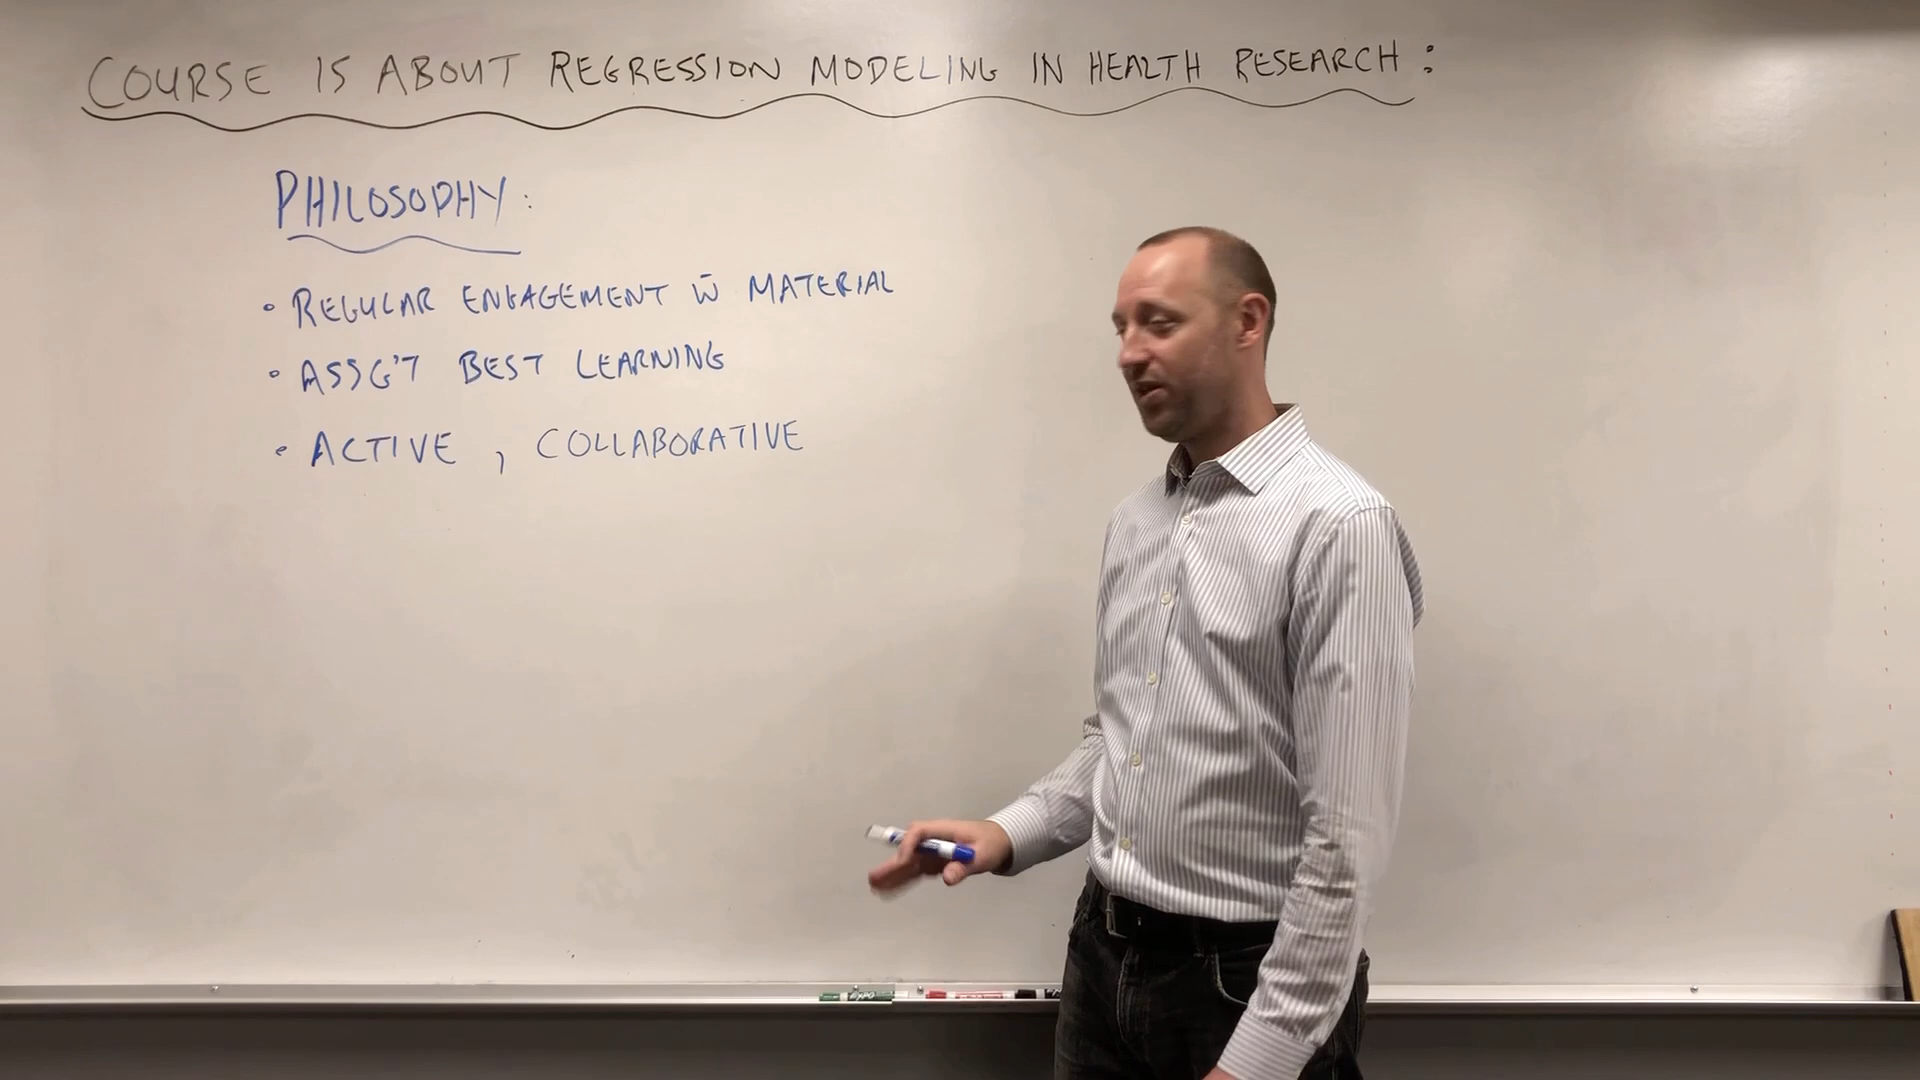 COURSE IS ABOUT REGRESSION MODELING IN HEALTH RESEARCH:
PHILOSOPHY:
• REGULAR ENGAGEMENT w̄ MATERIAL
• ASSG'T BEST LEARNING
• ACTIVE, COLLABORATIVE